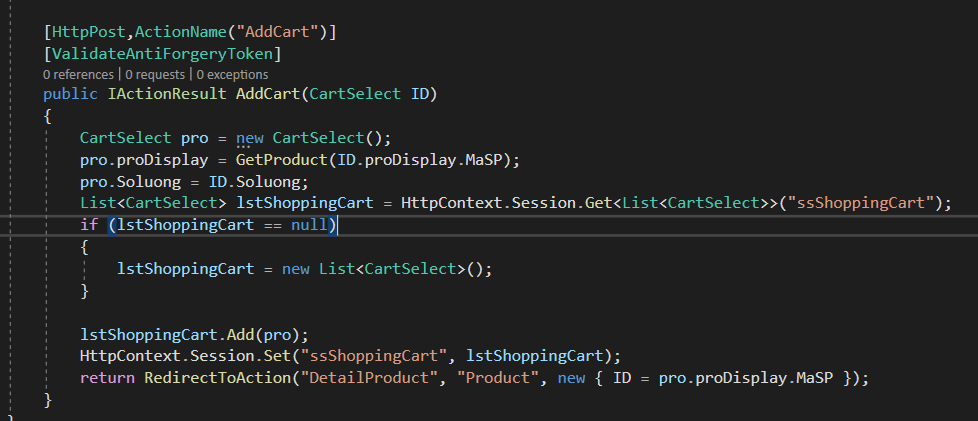 [HttpPost,ActionName("AddCart")]
[ValidateAntiForgeryToken]
0 references | 0 requests | 0 exceptions
public IActionResult AddCart(CartSelect ID)
{
CartSelect pro = new CartSelect();
pro.proDisplay = GetProduct(ID.proDisplay.MaSP);
pro.Soluong = ID.Soluong;
List<CartSelect> lstShoppingCart = HttpContext.Session.Get<List<CartSelect>>("ssShoppingCart");
if (lstShoppingCart == null)
{
lstShoppingCart = new List<CartSelect>();
}
lstShoppingCart.Add(pro);
HttpContext.Session.Set("ssShoppingCart", lstShoppingCart);
return RedirectToAction("DetailProduct", "Product", new { ID = pro.proDisplay.MaSP });
}
}